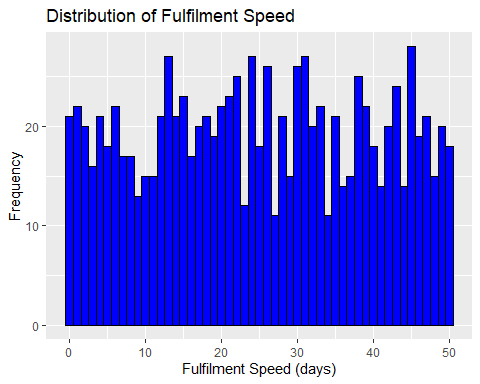 Distribution of Fulfilment Speed
Frequency
20
10
0
0 10 20 30 40 50
Fulfilment Speed (days)